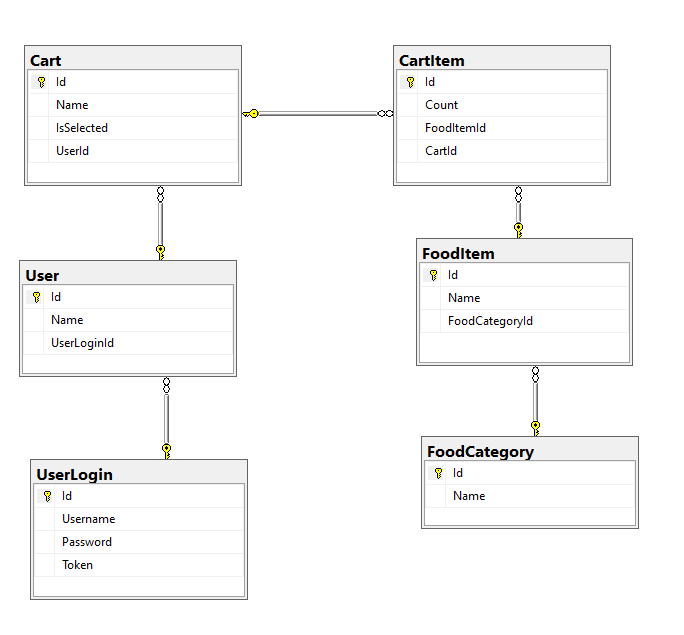 Cart
Id
Name
IsSelected
UserId
CartItem
Id
Count
FoodItemId
CartId
User
Id
Name
UserLoginId
FoodItem
Id
Name
FoodCategoryId
UserLogin
Id
Username
Password
Token
FoodCategory
Id
Name